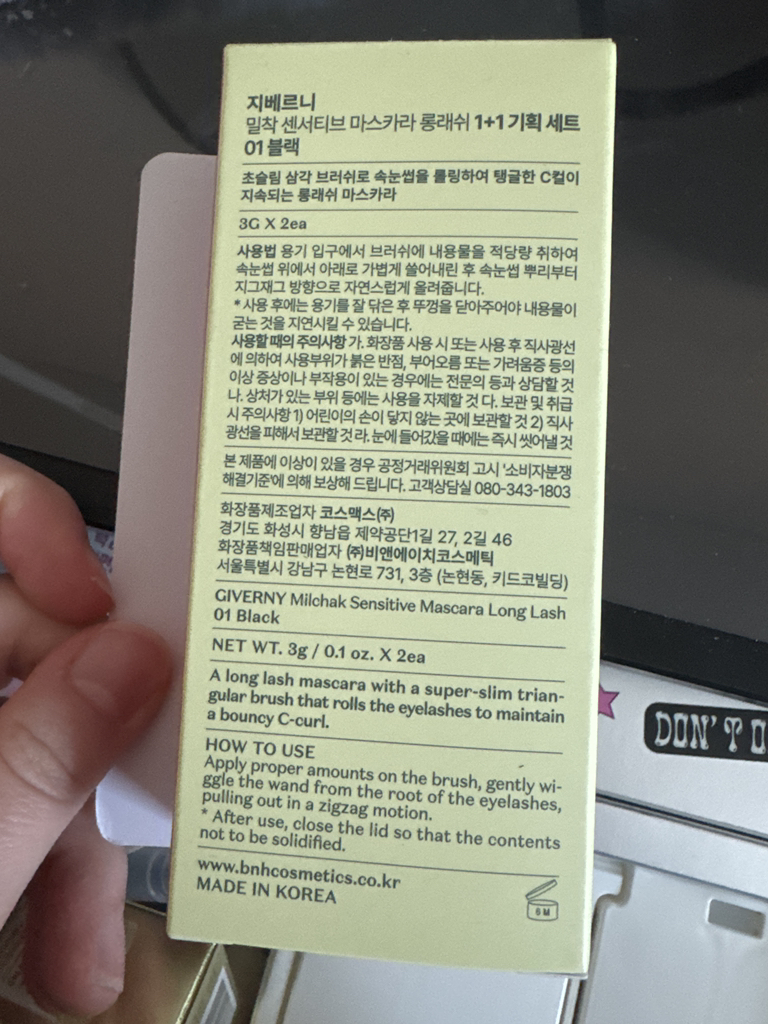 지베르니
밀착 센서티브 마스카라 롱래쉬 1+1 기획 세트
01 블랙
초슬림 삼각 브러쉬로 속눈썹을 롤링하여 탱글한 C컬이
지속되는 롱래쉬 마스카라
3G X 2ea
사용법 용기 입구에서 브러쉬에 내용물을 적당량 취하여
속눈썹 위에서 아래로 가볍게 쓸어내린 후 속눈썹 뿌리부터
지그재그 방향으로 자연스럽게 올려줍니다.
* 사용 후에는 용기를 잘 닦은 후 뚜껑을 닫아주어야 내용물이
굳는 것을 지연시킬 수 있습니다.
사용할 때의 주의사항 가. 화장품 사용 시 또는 사용 후 직사광선
에 의하여 사용부위가 붉은 반점, 부어오름 또는 가려움증 등의
이상 증상이나 부작용이 있는 경우에는 전문의 등과 상담할 것
나. 상처가 있는 부위 등에는 사용을 자제할 것 다. 보관 및 취급
시 주의사항 1) 어린이의 손이 닿지 않는 곳에 보관할 것 2) 직사
광선을 피해서 보관할 것 라. 눈에 들어갔을 때에는 즉시 씻어낼 것
본 제품에 이상이 있을 경우 공정거래위원회 고시 '소비자분쟁
해결기준'에 의해 보상해 드립니다. 고객상담실 080-343-1803
화장품제조업자 코스맥스(주)
경기도 화성시 향남읍 제약공단1길 27, 2길 46
화장품책임판매업자 (주)비앤에이치코스메틱
서울특별시 강남구 논현로 731, 3층 (논현동, 키드코빌딩)
GIVERNY Milchak Sensitive Mascara Long Lash
01 Black
NET WT. 3g / 0.1 oz. X 2ea
A long lash mascara with a super-slim trian-
gular brush that rolls the eyelashes to maintain
a bouncy C-curl.
HOW TO USE
Apply proper amounts on the brush, gently wi-
ggle the wand from the root of the eyelashes,
pulling out in a zigzag motion.
* After use, close the lid so that the contents
not to be solidified.
www.bnhcosmetics.co.kr
MADE IN KOREA
6M
DON'T